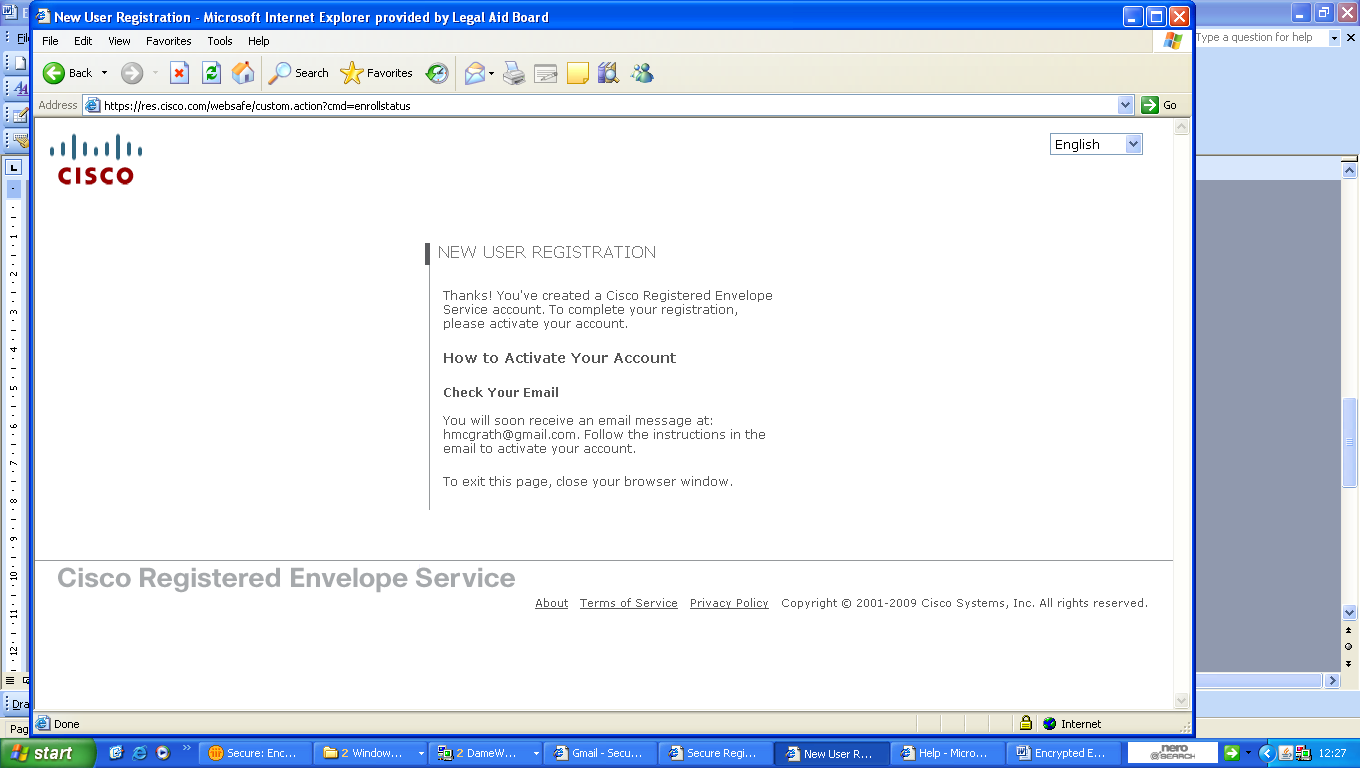 New User Registration - Microsoft Internet Explorer provided by Legal Aid Board
File Edit View Favorites Tools Help
Type a question for help
Back Search Favorites
Address https://res.cisco.com/websafe/custom.action?cmd=enrollstatus Go
CISCO
English
NEW USER REGISTRATION
Thanks! You've created a Cisco Registered Envelope
Service account. To complete your registration,
please activate your account.
How to Activate Your Account
Check Your Email
You will soon receive an email message at:
hmcgrath@gmail.com. Follow the instructions in the
email to activate your account.
To exit this page, close your browser window.
Cisco Registered Envelope Service
About Terms of Service Privacy Policy Copyright © 2001-2009 Cisco Systems, Inc. All rights reserved.
Done Internet
start Secure: Enc... 2 Window... 2 DameW... Gmail - Secu... Secure Regi... New User R... Help - Micro... Encrypted E... nero SEARCH 12:27